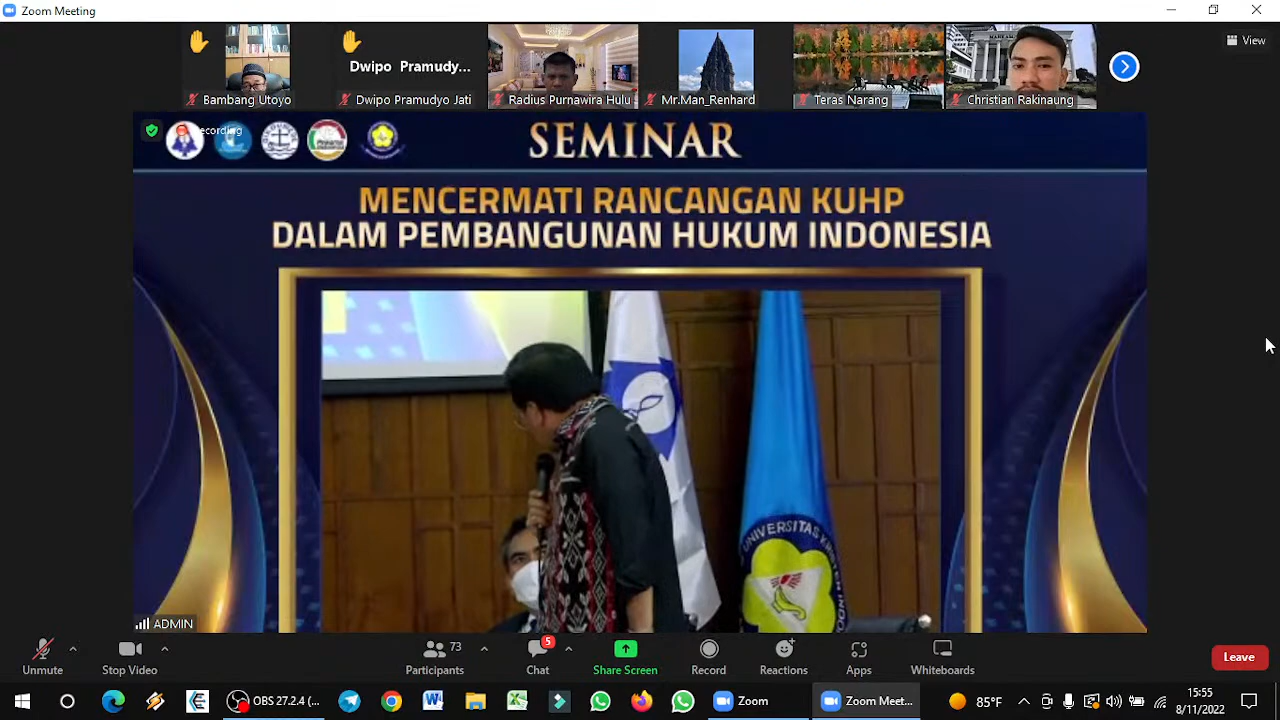 Zoom Meeting
View
Dwipo Pramudy...
Bambang Utoyo
Dwipo Pramudyo Jati
Radius Purnawira Hulu
Mr.Man_Renhard
Teras Narang
Christian Rakinaung
Recording
SEMINAR
MENCERMATI RANCANGAN KUHP
DALAM PEMBANGUNAN HUKUM INDONESIA
UNIVERSITAS
ADMIN
Unmute
Stop Video
Participants
73
Chat
5
Share Screen
Record
Reactions
Apps
Whiteboards
Leave
OBS 27.2.4 (...
Zoom
Zoom Meet...
85°F
15:55
8/11/2022